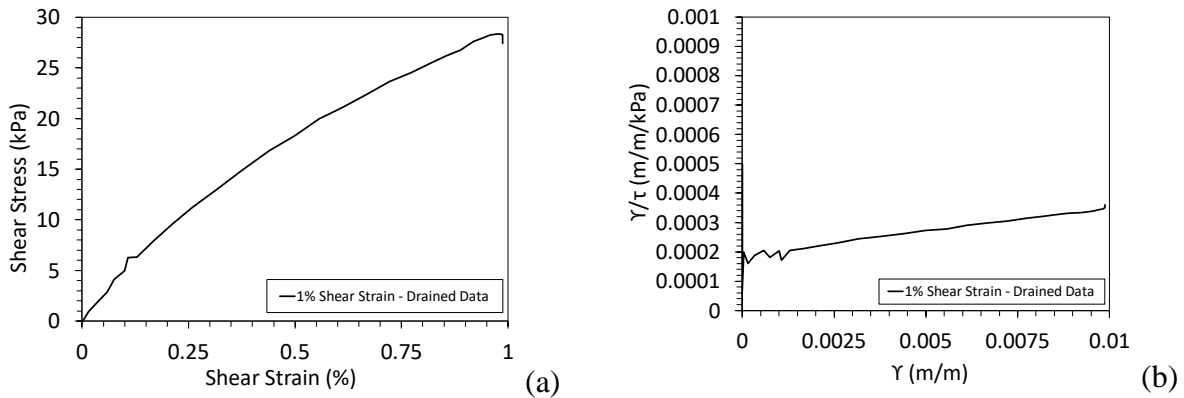 30
25
20
15
10
5
0
Shear Stress (kPa)
0 0.25 0.5 0.75 1
Shear Strain (%)
1% Shear Strain - Drained Data
(a)
0.001
0.0009
0.0008
0.0007
0.0006
0.0005
0.0004
0.0003
0.0002
0.0001
0
ϒ/τ (m/m/kPa)
0 0.0025 0.005 0.0075 0.01
ϒ (m/m)
1% Shear Strain - Drained Data
(b)